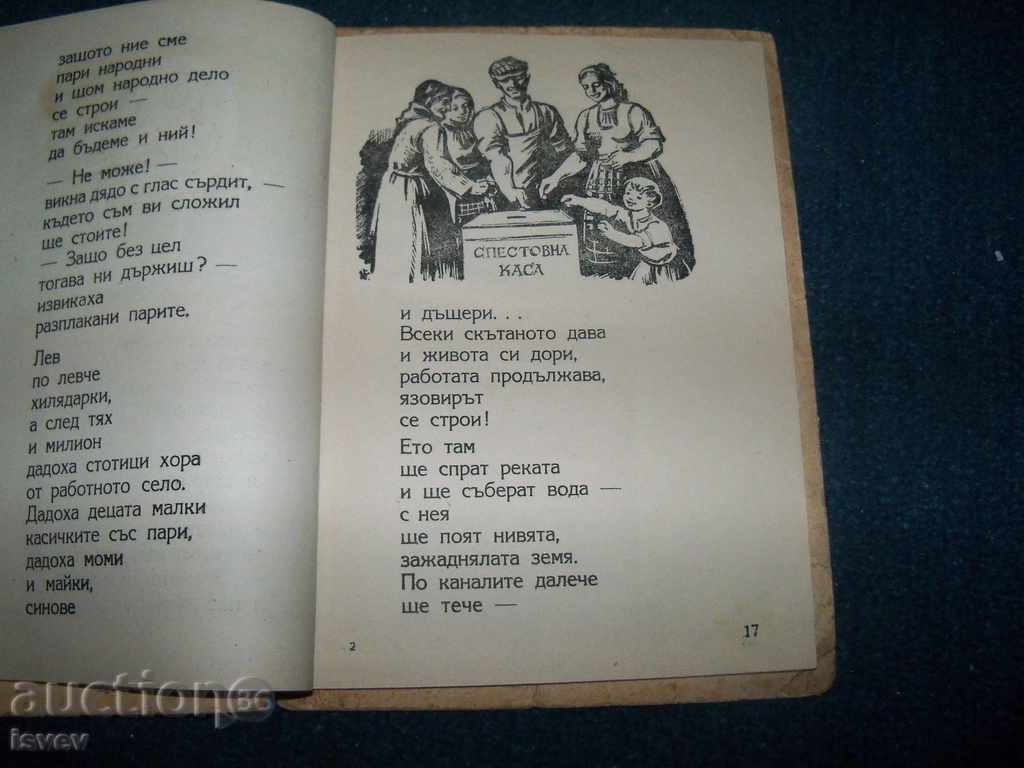 защото ние сме
пари народни
и щом народно дело
се строи —
там искаме
да бъдеме и ний!
— Не може! —
викна дядо с глас сърдит, —
където съм ви сложил
ще стоите!
— Защо без цел
тогава ни държиш? —
извикаха
разплакани парите.
Лев
по левче
хилядарки,
а след тях
и милион
дадоха стотици хора
от работното село.
Дадоха децата малки
касичките със пари,
дадоха моми
и майки,
синове
СПЕСТОВНА
КАСА
и дъщери. . .
Всеки скътаното дава
и живота си дори,
работата продължава,
язовирът
се строи!
Ето там
ще спрат реката
и ще съберат вода —
с нея
ще поят нивята,
зажаднялата земя.
По каналите далече
ще тече —
2
17
auction86
isvev